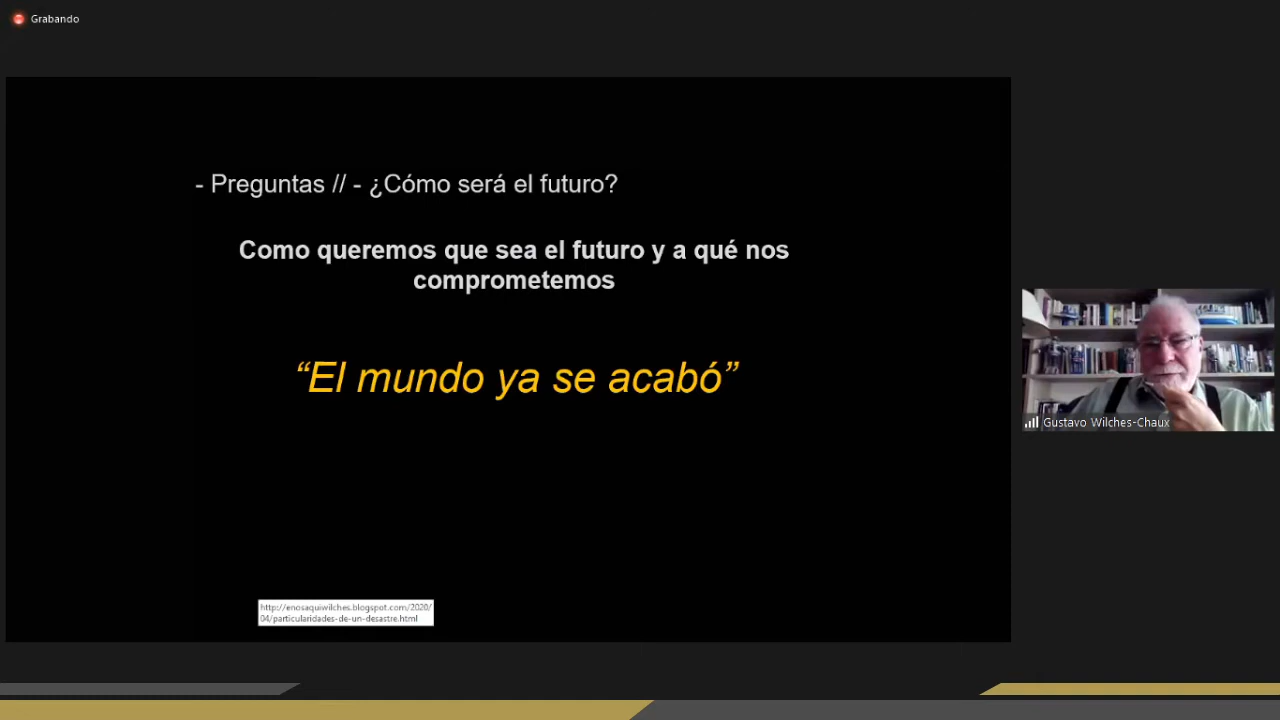 Grabando
- Preguntas // - ¿Cómo será el futuro?
Como queremos que sea el futuro y a qué nos
comprometemos
“El mundo ya se acabó”
Gustavo Wilches-Chaux
http://enosaquiwilches.blogspot.com/2020/
04/particularidades-de-un-desastre.html